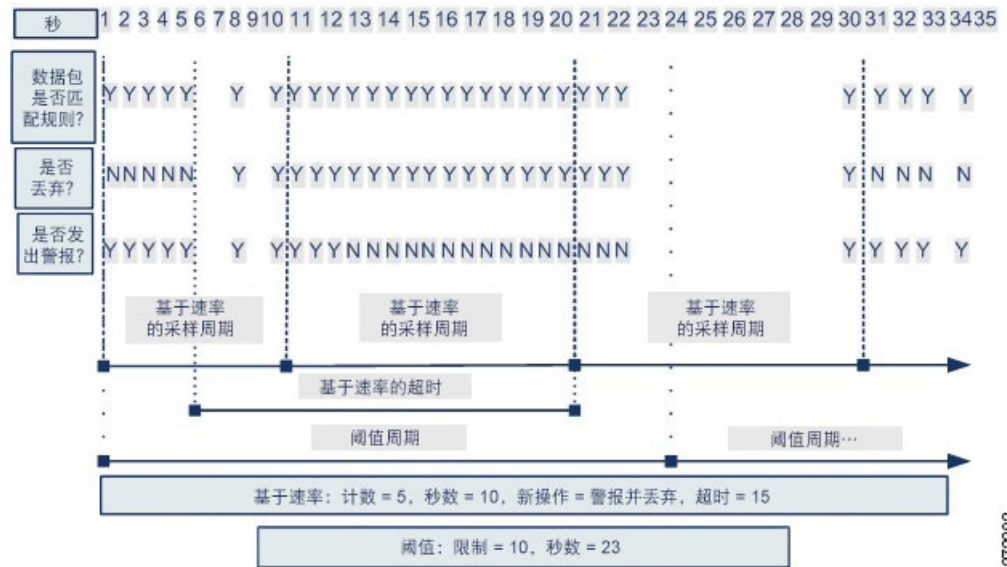 秒 1 2 3 4 5 6 7 8 9 10 11 12 13 14 15 16 17 18 19 20 21 22 23 24 25 26 27 28 29 30 31 32 33 34 35
数据包
是否匹
配规则?
Y Y Y Y Y Y Y Y Y Y Y Y Y Y Y Y Y Y Y Y Y Y Y Y Y Y Y Y Y Y
是否
丢弃?
N N N N N Y Y Y Y Y Y Y Y Y Y Y Y Y Y Y Y Y Y Y Y Y N N N N
是否发
出警报?
Y Y Y Y Y Y Y Y Y Y N N N N N N N N N N N N N N N Y Y Y Y Y
基于速率
的采样周期
基于速率
的采样周期
基于速率
的采样周期
基于速率的超时
阈值周期
阈值周期…
基于速率: 计数 = 5, 秒数 = 10, 新操作 = 警报并丢弃, 超时 = 15
阈值: 限制 = 10, 秒数 = 23